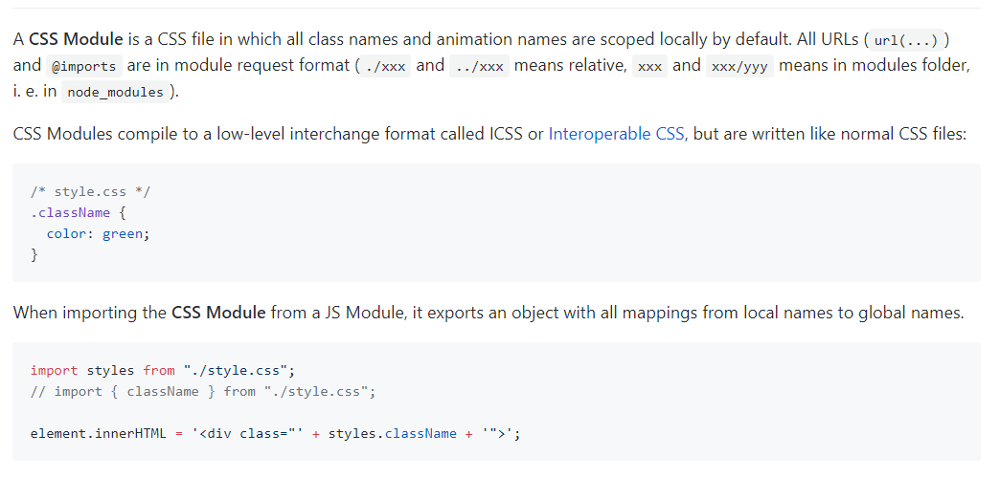 A CSS Module is a CSS file in which all class names and animation names are scoped locally by default. All URLs ( url(...) )
and @imports are in module request format ( ./xxx and ../xxx means relative, xxx and xxx/yyy means in modules folder,
i. e. in node_modules ).
CSS Modules compile to a low-level interchange format called ICSS or Interoperable CSS, but are written like normal CSS files:
/* style.css */
.className {
  color: green;
}
When importing the CSS Module from a JS Module, it exports an object with all mappings from local names to global names.
import styles from "./style.css";
// import { className } from "./style.css";
element.innerHTML = '<div class="' + styles.className + '">';